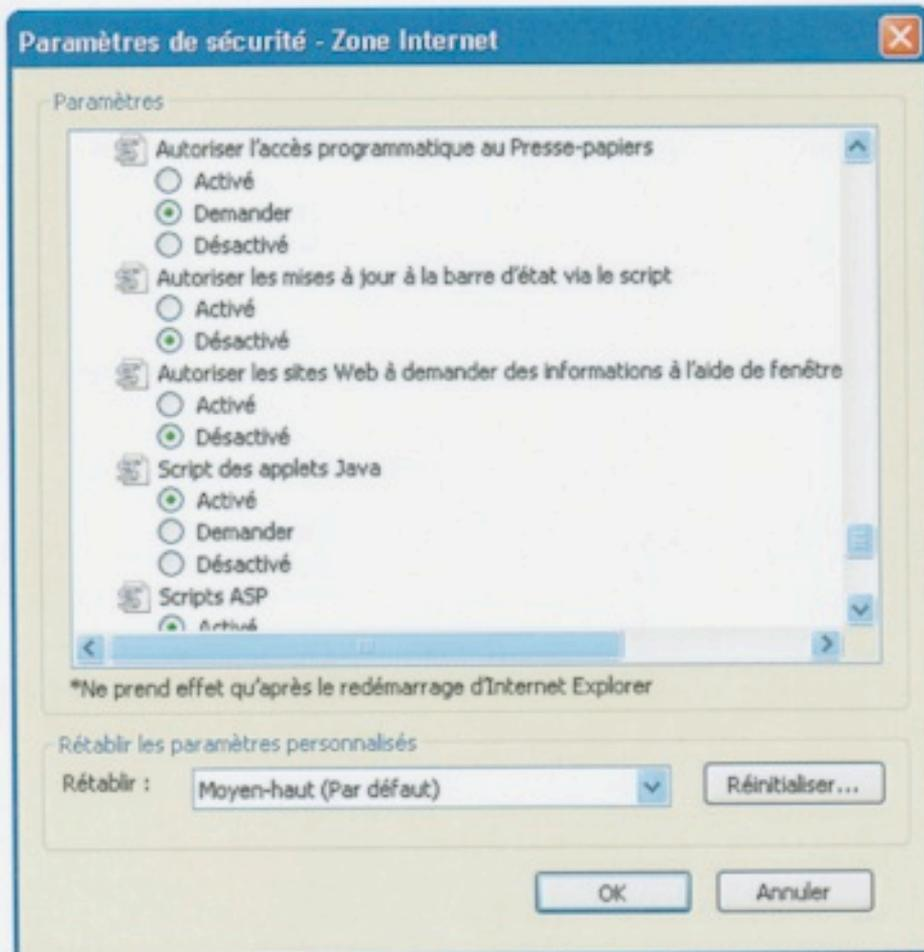 Paramètres de sécurité - Zone Internet
Paramètres
Autoriser l'accès programmatique au Presse-papiers
Activé
Demander
Désactivé
Autoriser les mises à jour à la barre d'état via le script
Activé
Désactivé
Autoriser les sites Web à demander des informations à l'aide de fenêtre
Activé
Désactivé
Script des applets Java
Activé
Demander
Désactivé
Scripts ASP
Activé
*Ne prend effet qu'après le redémarrage d'Internet Explorer
Rétablir les paramètres personnalisés
Rétablir :
Moyen-haut (Par défaut)
Réinitialiser...
OK
Annuler